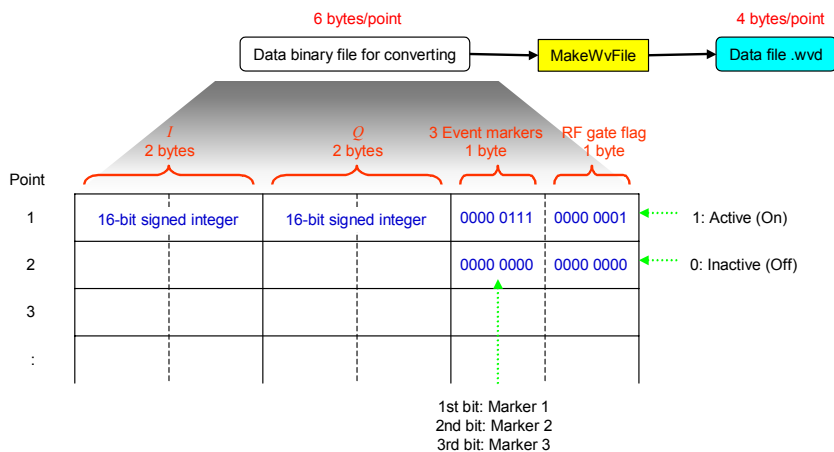 6 bytes/point
4 bytes/point
Data binary file for converting
MakeWvFile
Data file .wvd
I
2 bytes
Q
2 bytes
3 Event markers
1 byte
RF gate flag
1 byte
Point
1
16-bit signed integer
16-bit signed integer
0000 0111
0000 0001
1: Active (On)
2
0000 0000
0000 0000
0: Inactive (Off)
3
:
1st bit: Marker 1
2nd bit: Marker 2
3rd bit: Marker 3